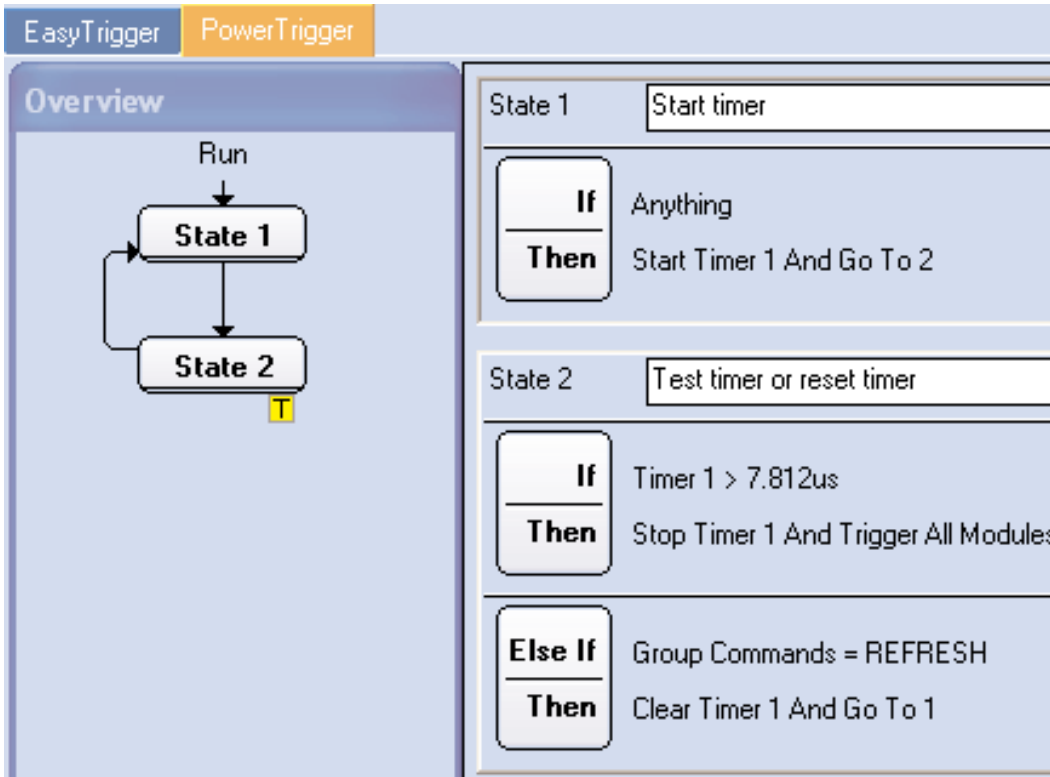 EasyTrigger
PowerTrigger
Overview
Run
State 1
State 2
T
State 1
Start timer
If
Anything
Then
Start Timer 1 And Go To 2
State 2
Test timer or reset timer
If
Timer 1 > 7.812us
Then
Stop Timer 1 And Trigger All Modules
Else If
Group Commands = REFRESH
Then
Clear Timer 1 And Go To 1